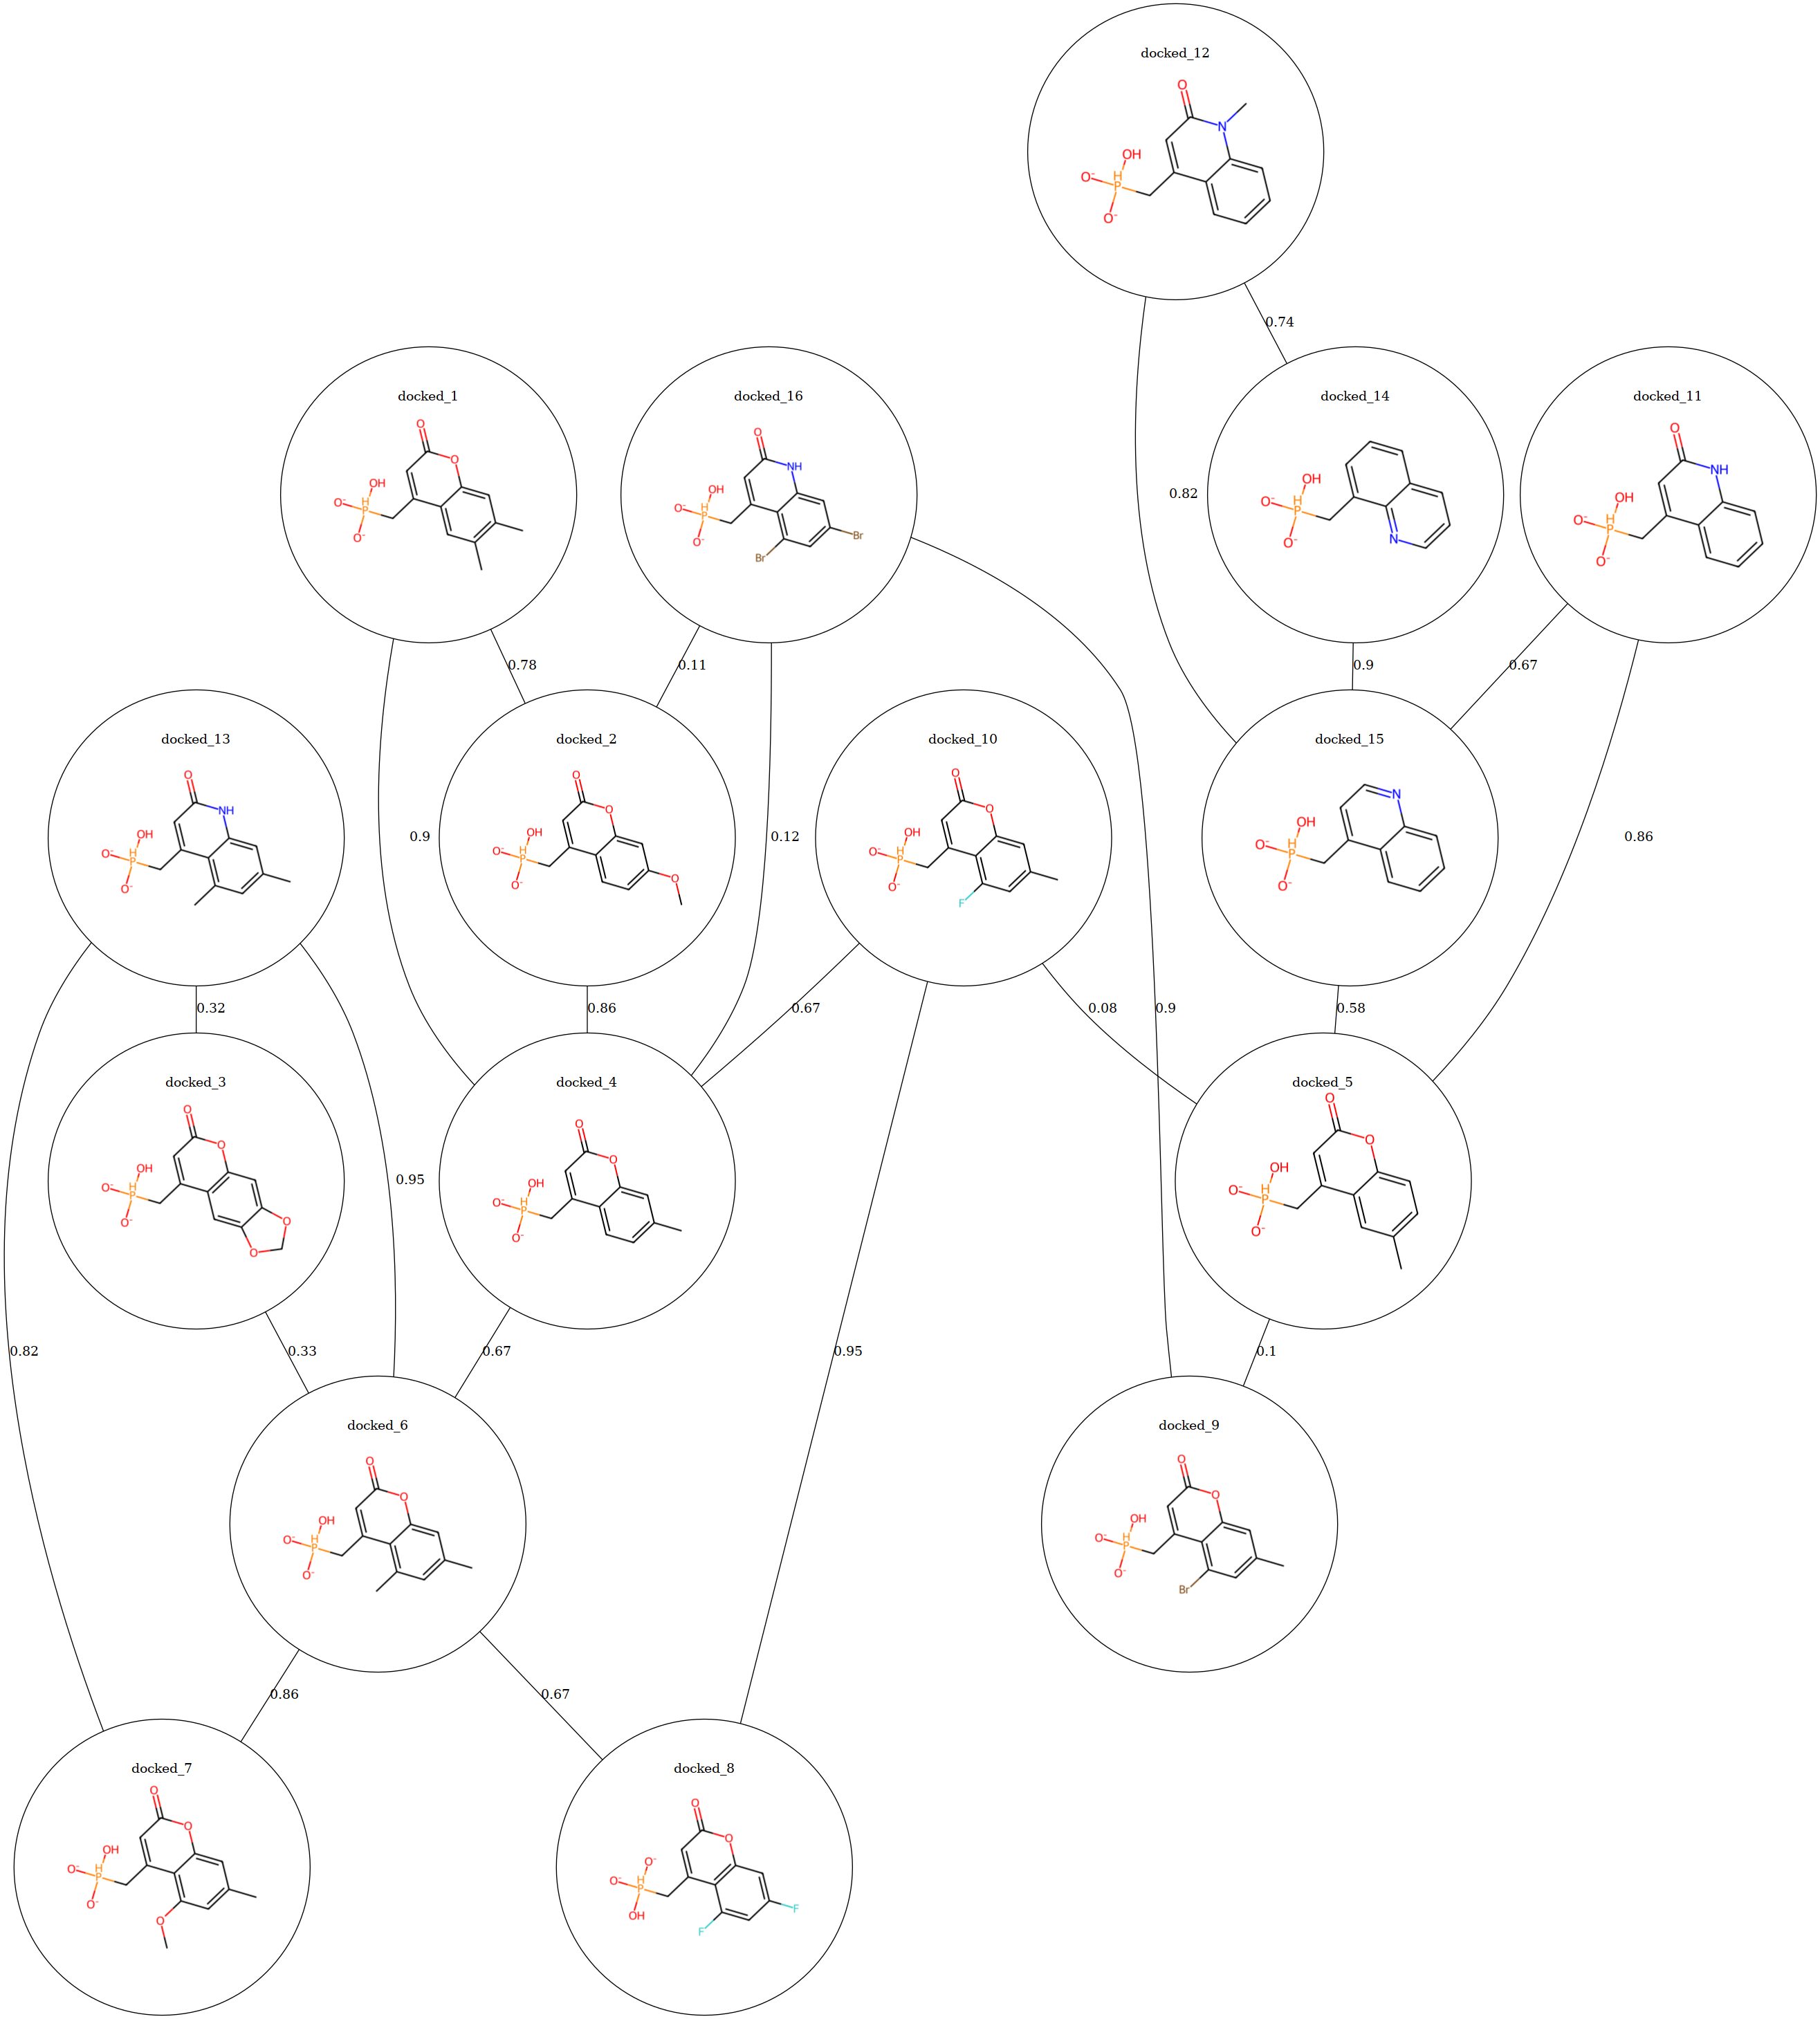 docked_12
O
N
OH
O-
H
P
O-
0.74
docked_1
O
O
OH
O-
H
P
O-
docked_16
O
NH
OH
O-
H
P
O-
Br
Br
docked_14
OH
O-
H
P
O-
N
docked_11
O
NH
OH
O-
H
P
O-
0.82
0.78
0.11
0.9
0.67
docked_13
O
NH
OH
O-
H
P
O-
docked_2
O
O
OH
O-
H
P
O-
O
docked_10
O
O
OH
O-
H
P
O-
F
docked_15
N
OH
O-
H
P
O-
0.9
0.12
0.86
0.32
0.86
0.67
0.08
0.9
0.58
docked_3
O
O
OH
O-
H
P
O-
O
O
docked_4
O
O
OH
O-
H
P
O-
docked_5
O
O
OH
O-
H
P
O-
0.95
0.82
0.33
0.67
0.95
0.1
docked_6
O
O
OH
O-
H
P
O-
docked_9
O
O
OH
O-
H
P
O-
Br
0.86
0.67
docked_7
O
O
OH
O-
H
P
O-
O
docked_8
O
O
O-
O-
H
P
OH
F
F